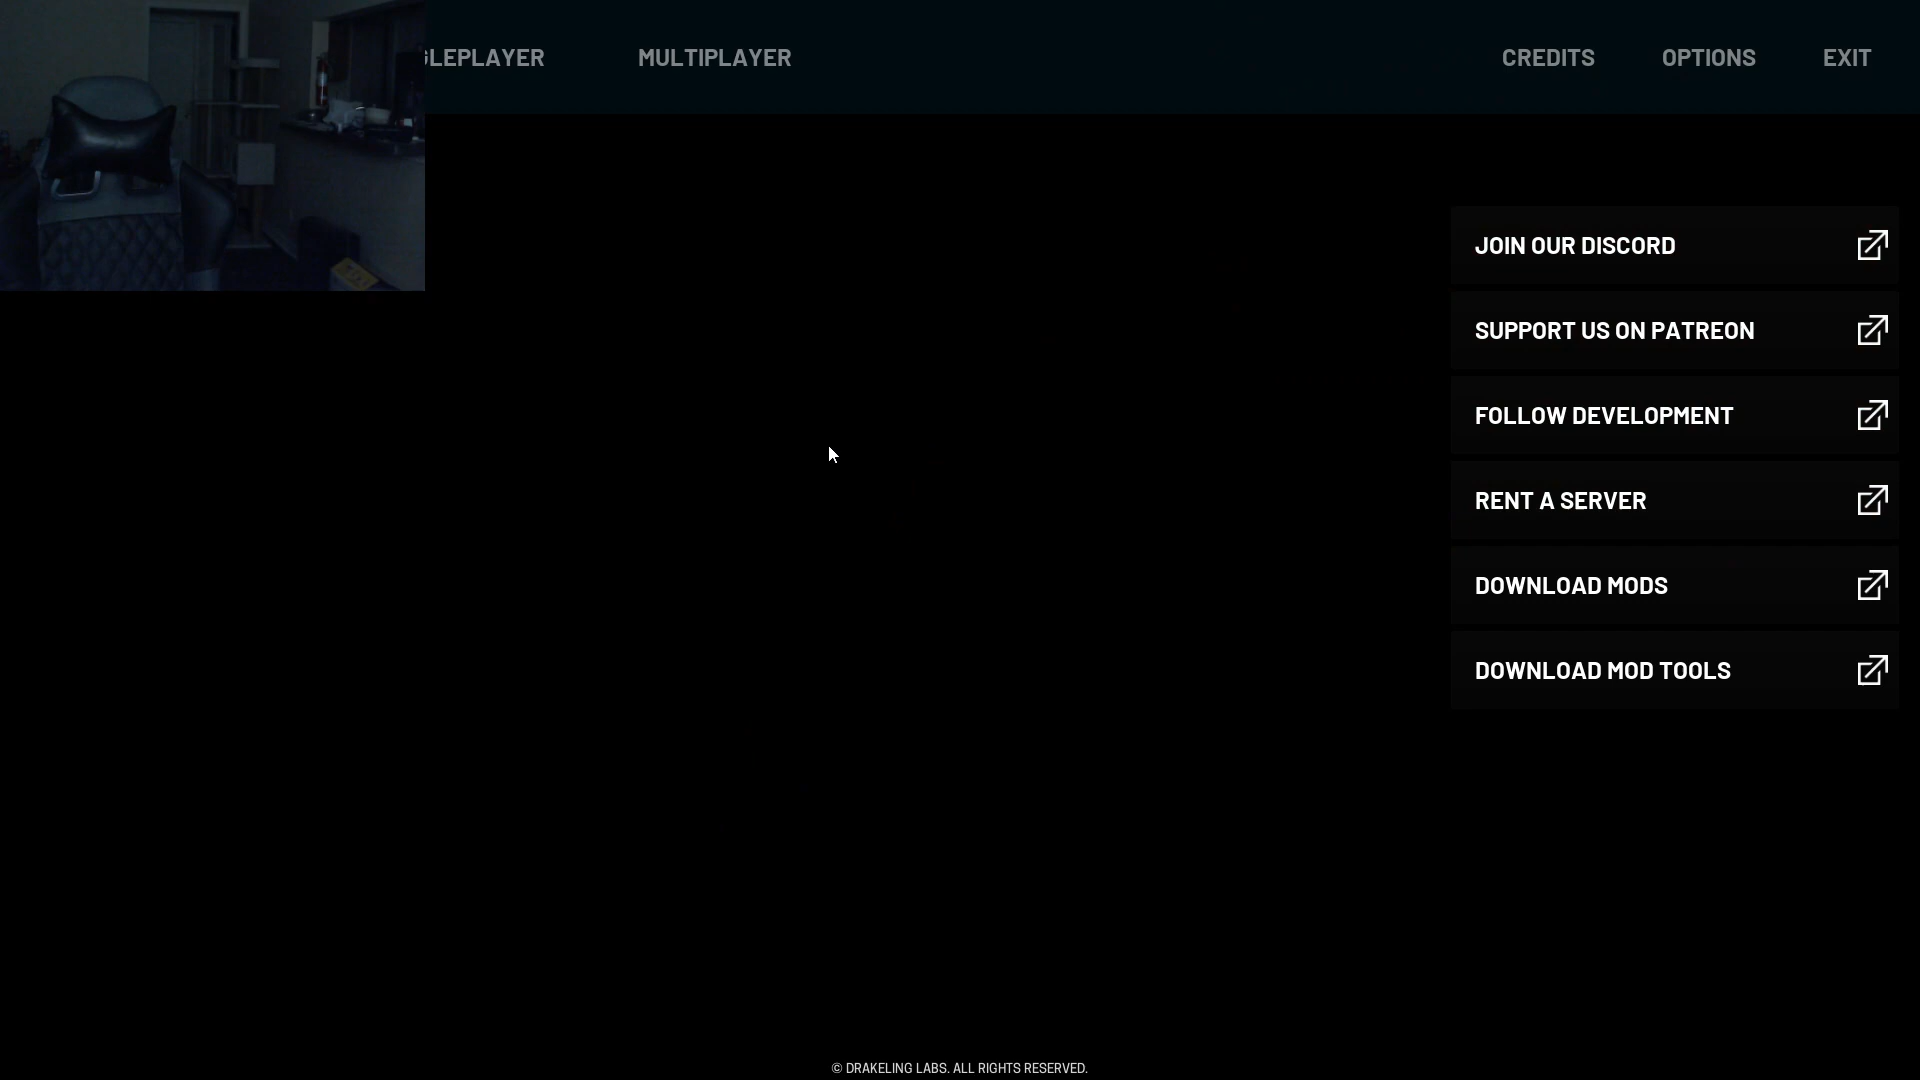 GLEPLAYER MULTIPLAYER CREDITS OPTIONS EXIT
JOIN OUR DISCORD
SUPPORT US ON PATREON
FOLLOW DEVELOPMENT
RENT A SERVER
DOWNLOAD MODS
DOWNLOAD MOD TOOLS
© DRAKELING LABS. ALL RIGHTS RESERVED.